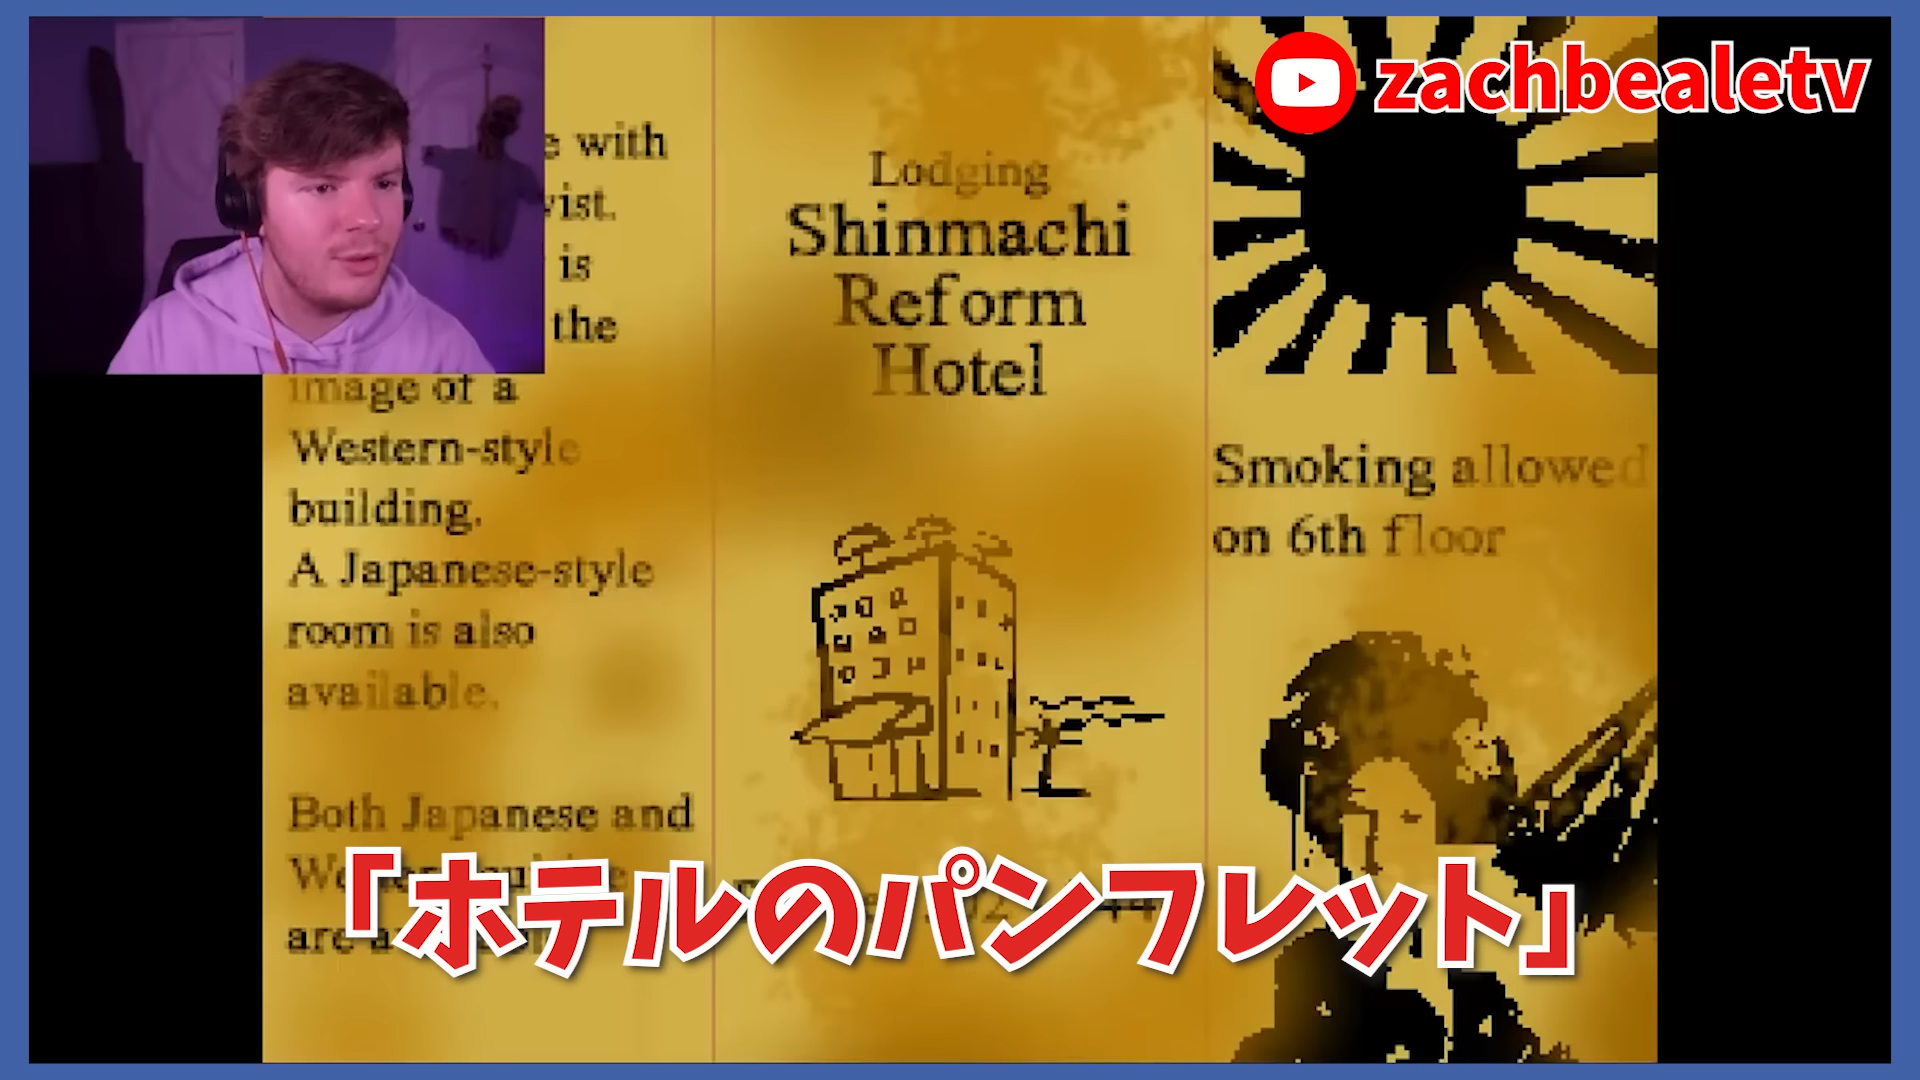 zachbealetv
with
is
the
image of a
Western-style
building.
A Japanese-style
room is also
available.
Both Japanese and
are
Lodging
Shinmachi
Reform
Hotel
Smoking allowed
on 6th floor
「ホテルのパンフレット」